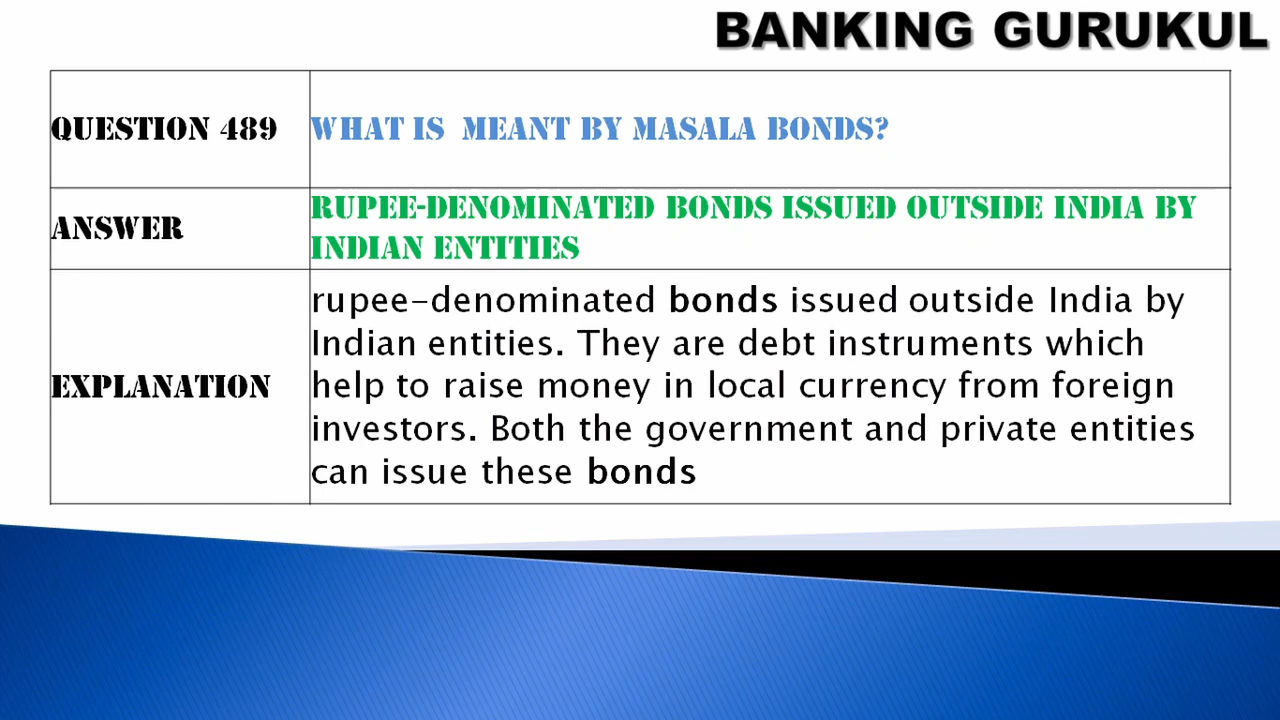 BANKING GURUKUL
QUESTION 489
WHAT IS MEANT BY MASALA BONDS?
ANSWER
RUPEE-DENOMINATED BONDS ISSUED OUTSIDE INDIA BY
INDIAN ENTITIES
EXPLANATION
rupee-denominated bonds issued outside India by
Indian entities. They are debt instruments which
help to raise money in local currency from foreign
investors. Both the government and private entities
can issue these bonds